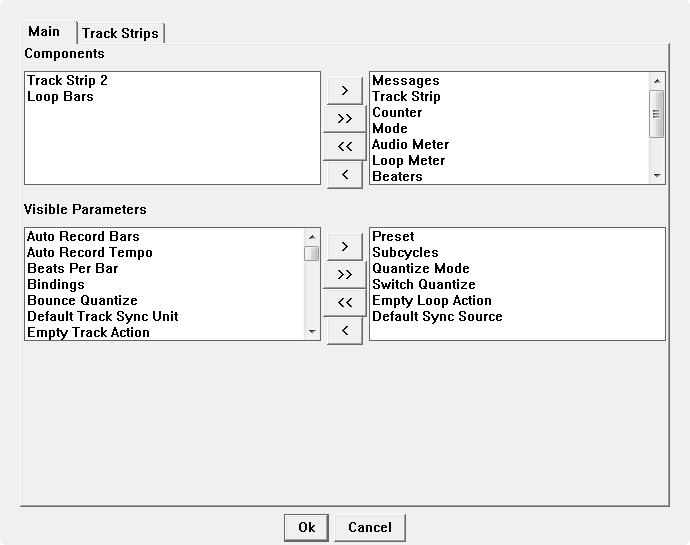 Main
Track Strips
Components
Track Strip 2
Loop Bars
>
>>
<<
<
Messages
Track Strip
Counter
Mode
Audio Meter
Loop Meter
Beaters
Visible Parameters
Auto Record Bars
Auto Record Tempo
Beats Per Bar
Bindings
Bounce Quantize
Default Track Sync Unit
Empty Track Action
>
>>
<<
<
Preset
Subcycles
Quantize Mode
Switch Quantize
Empty Loop Action
Default Sync Source
Ok
Cancel